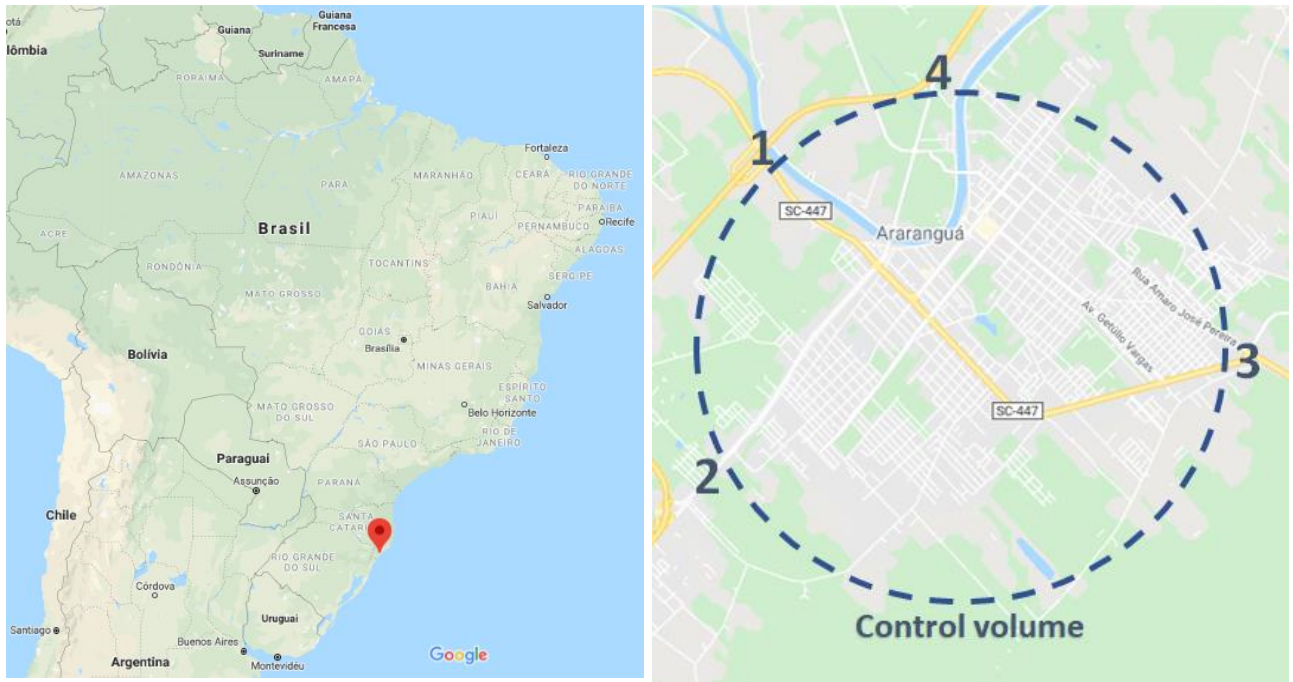 otá
lômbia
Guiana
Suriname
Guiana
Francesa
RORAIMA
AMAPÁ
AMAZONAS
PARÁ
MARANHÃO
Fortaleza
CEARÁ
RIO GRANDE
DO NORTE
PARAÍBA
Recife
PERNAMBUCO
ALAGOAS
SERGIPE
PIAUÍ
Brasil
ACRE
RONDÔNIA
TOCANTINS
MATO GROSSO
BAHIA
Salvador
GOIÁS
Brasília
Bolívia
MINAS GERAIS
ESPÍRITO
SANTO
Belo Horizonte
MATO GROSSO
DO SUL
RIO DE
JANEIRO
SÃO PAULO
Paraguai
Assunção
PARANÁ
Chile
SANTA
CATARI
RIO GRANDE
DO SUL
Córdova
Uruguai
Santiago
Buenos Aires
Montevidéu
Argentina
Google
4
1
SC-447
Araranguá
Rua Amaro José Pereira
Av. Getúlio Vargas
3
SC-447
2
Control volume